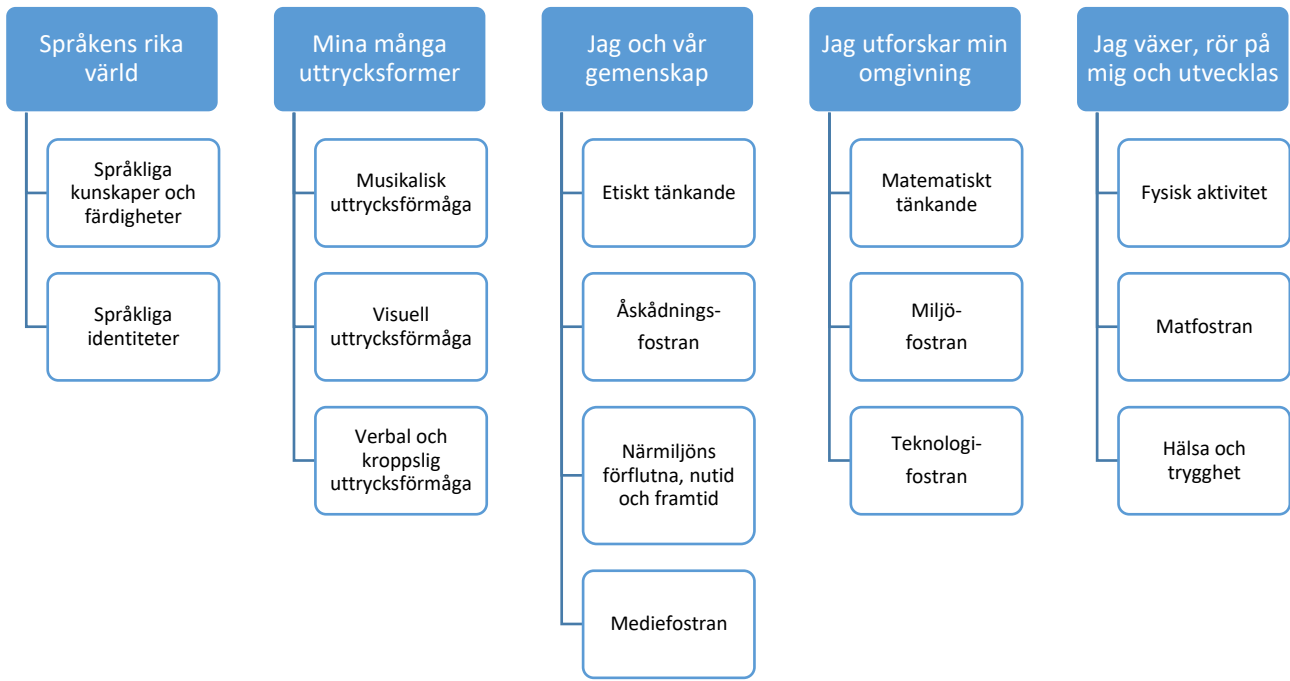 Språkens rika
värld
Språkliga
kunskaper och
färdigheter
Språkliga
identiteter
Mina många
uttrycksformer
Musikalisk
uttrycksförmåga
Visuell
uttrycksförmåga
Verbal och
kroppslig
uttrycksförmåga
Jag och vår
gemenskap
Etiskt tänkande
Åskådnings-
fostran
Närmiljöns
förflutna, nutid
och framtid
Mediefostran
Jag utforskar min
omgivning
Matematiskt
tänkande
Miljö-
fostran
Teknologi-
fostran
Jag växer, rör på
mig och utvecklas
Fysisk aktivitet
Matfostran
Hälsa och
trygghet